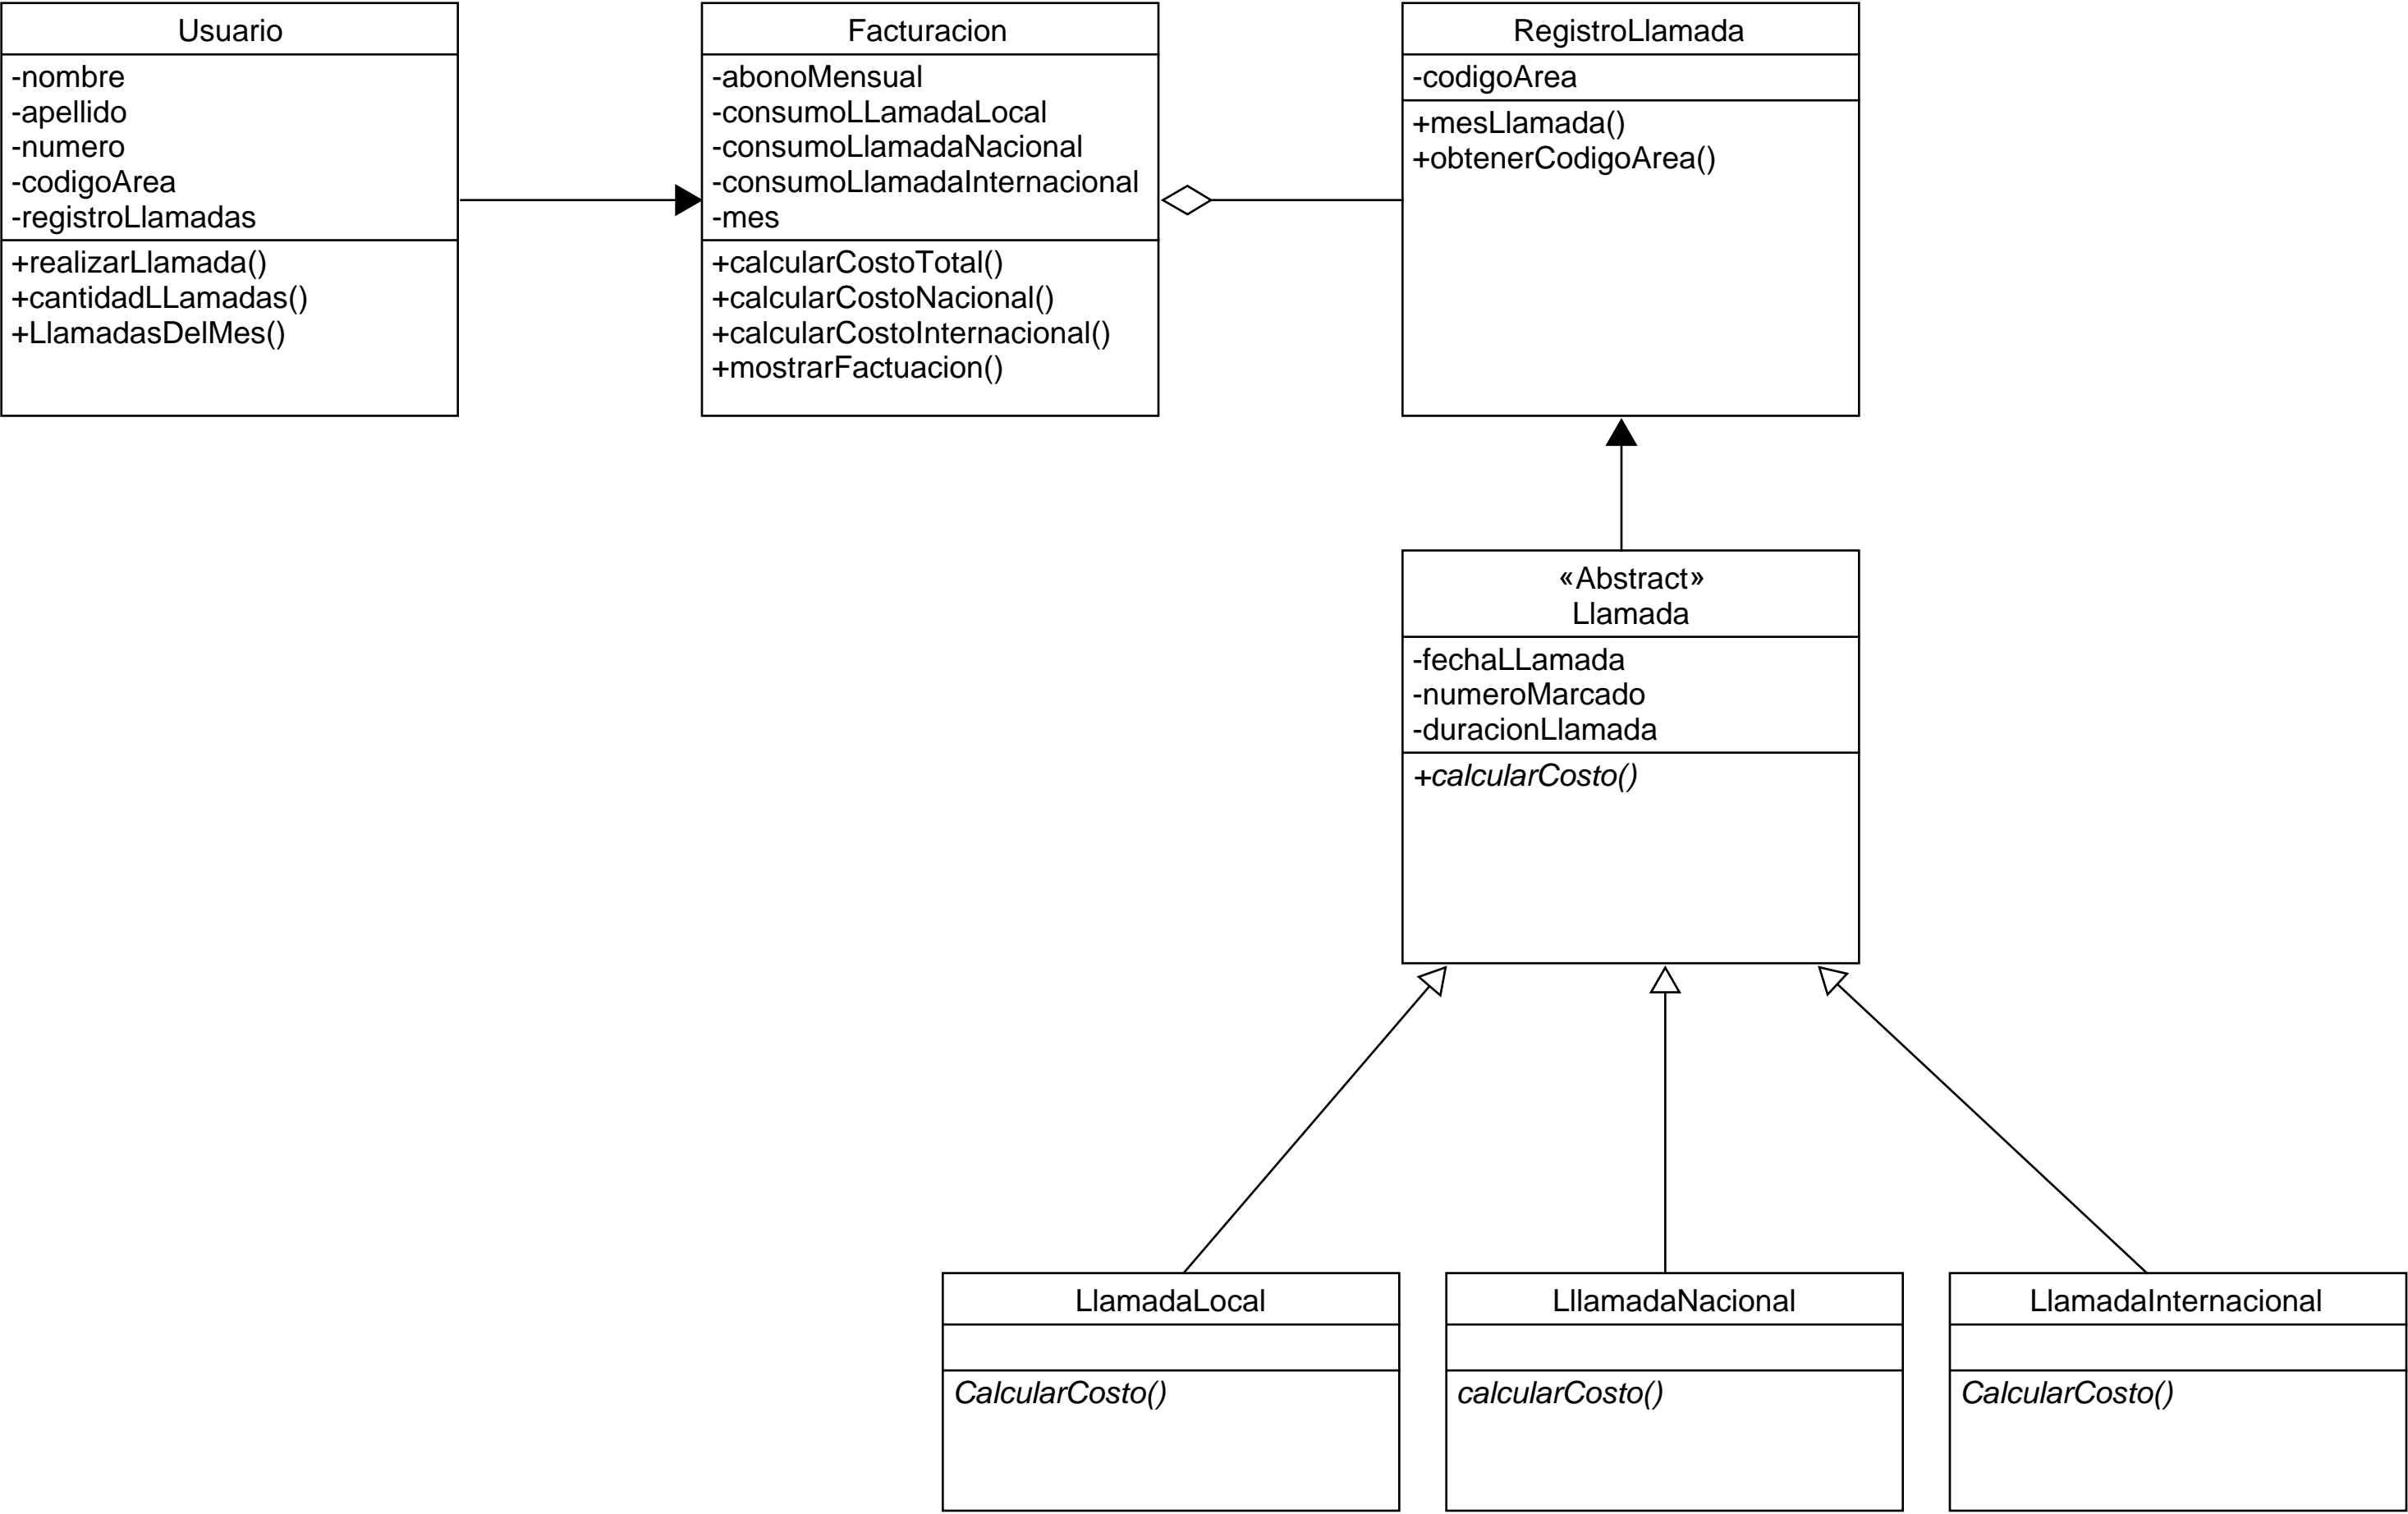 Usuario
-nombre
-apellido
-numero
-codigoArea
-registroLlamadas
+realizarLlamada()
+cantidadLLamadas()
+LlamadasDelMes()
Facturacion
-abonoMensual
-consumoLLamadaLocal
-consumoLlamadaNacional
-consumoLlamadaInternacional
-mes
+calcularCostoTotal()
+calcularCostoNacional()
+calcularCostoInternacional()
+mostrarFactuacion()
RegistroLlamada
-codigoArea
+mesLlamada()
+obtenerCodigoArea()
«Abstract»
Llamada
-fechaLLamada
-numeroMarcado
-duracionLlamada
+calcularCosto()
LlamadaLocal
CalcularCosto()
LllamadaNacional
calcularCosto()
LlamadaInternacional
CalcularCosto()